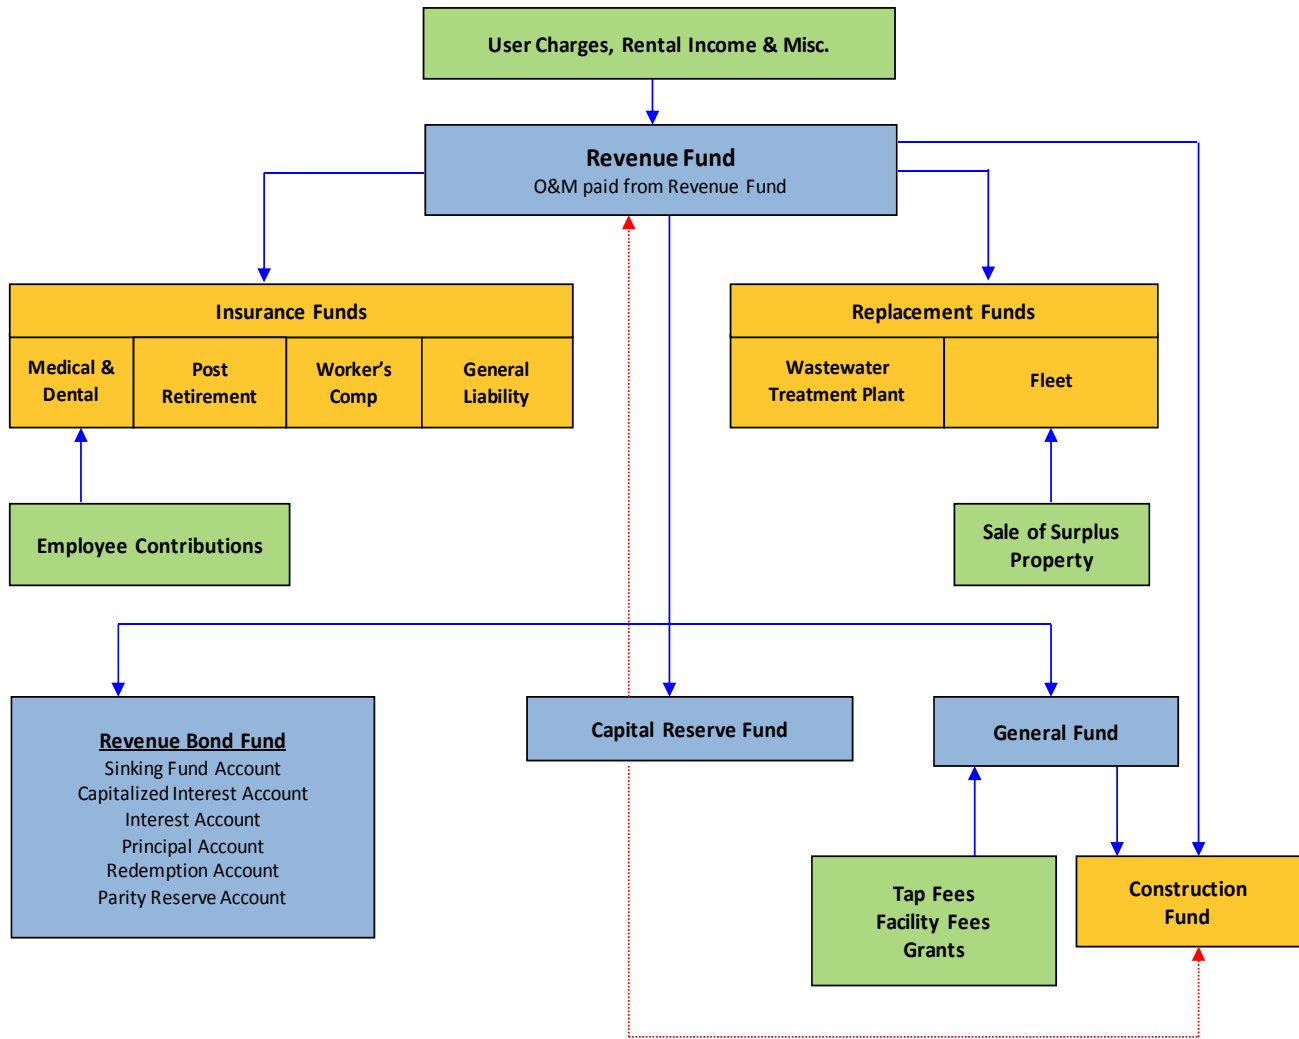 User Charges, Rental Income & Misc.
Revenue Fund
O&M paid from Revenue Fund
Insurance Funds
Medical &
Dental
Post
Retirement
Worker's
Comp
General
Liability
Replacement Funds
Wastewater
Treatment Plant
Fleet
Employee Contributions
Sale of Surplus
Property
Revenue Bond Fund
Sinking Fund Account
Capitalized Interest Account
Interest Account
Principal Account
Redemption Account
Parity Reserve Account
Capital Reserve Fund
General Fund
Tap Fees
Facility Fees
Grants
Construction
Fund